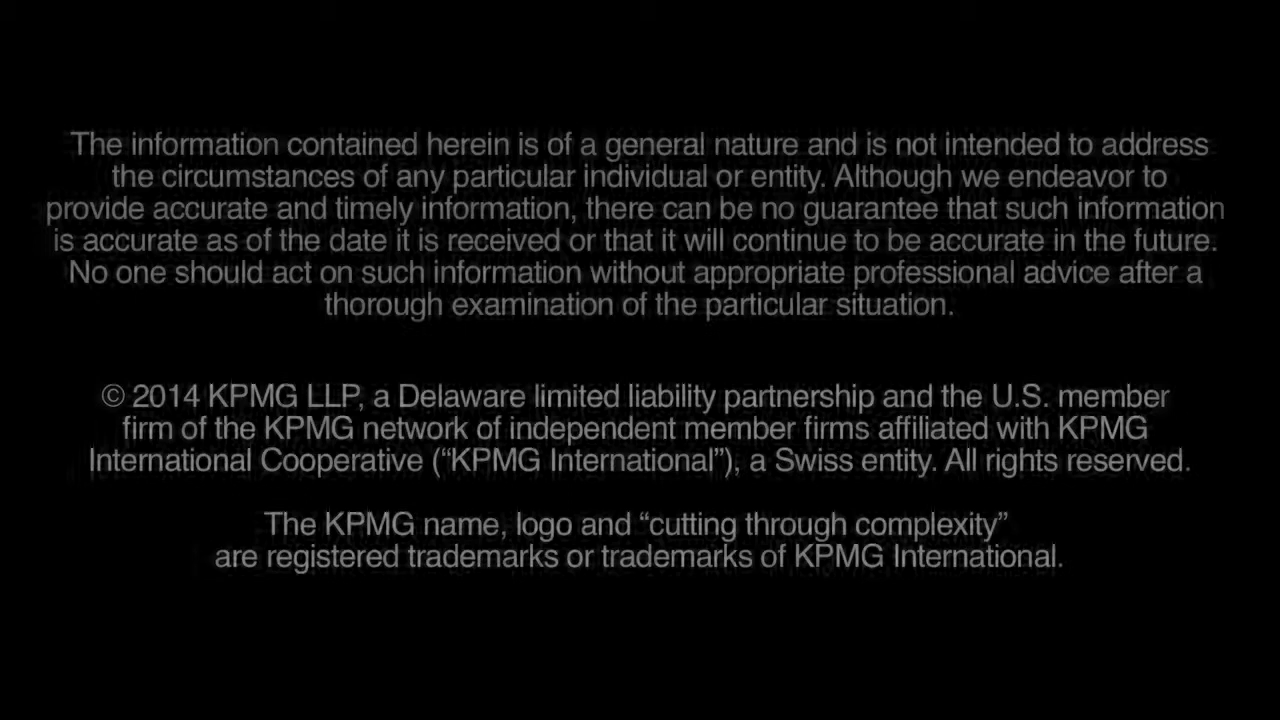 The information contained herein is of a general nature and is not intended to address
the circumstances of any particular individual or entity. Although we endeavor to
provide accurate and timely information, there can be no guarantee that such information
is accurate as of the date it is received or that it will continue to be accurate in the future.
No one should act on such information without appropriate professional advice after a
thorough examination of the particular situation.
© 2014 KPMG LLP, a Delaware limited liability partnership and the U.S. member
firm of the KPMG network of independent member firms affiliated with KPMG
International Cooperative (“KPMG International”), a Swiss entity. All rights reserved.
The KPMG name, logo and “cutting through complexity”
are registered trademarks or trademarks of KPMG International.